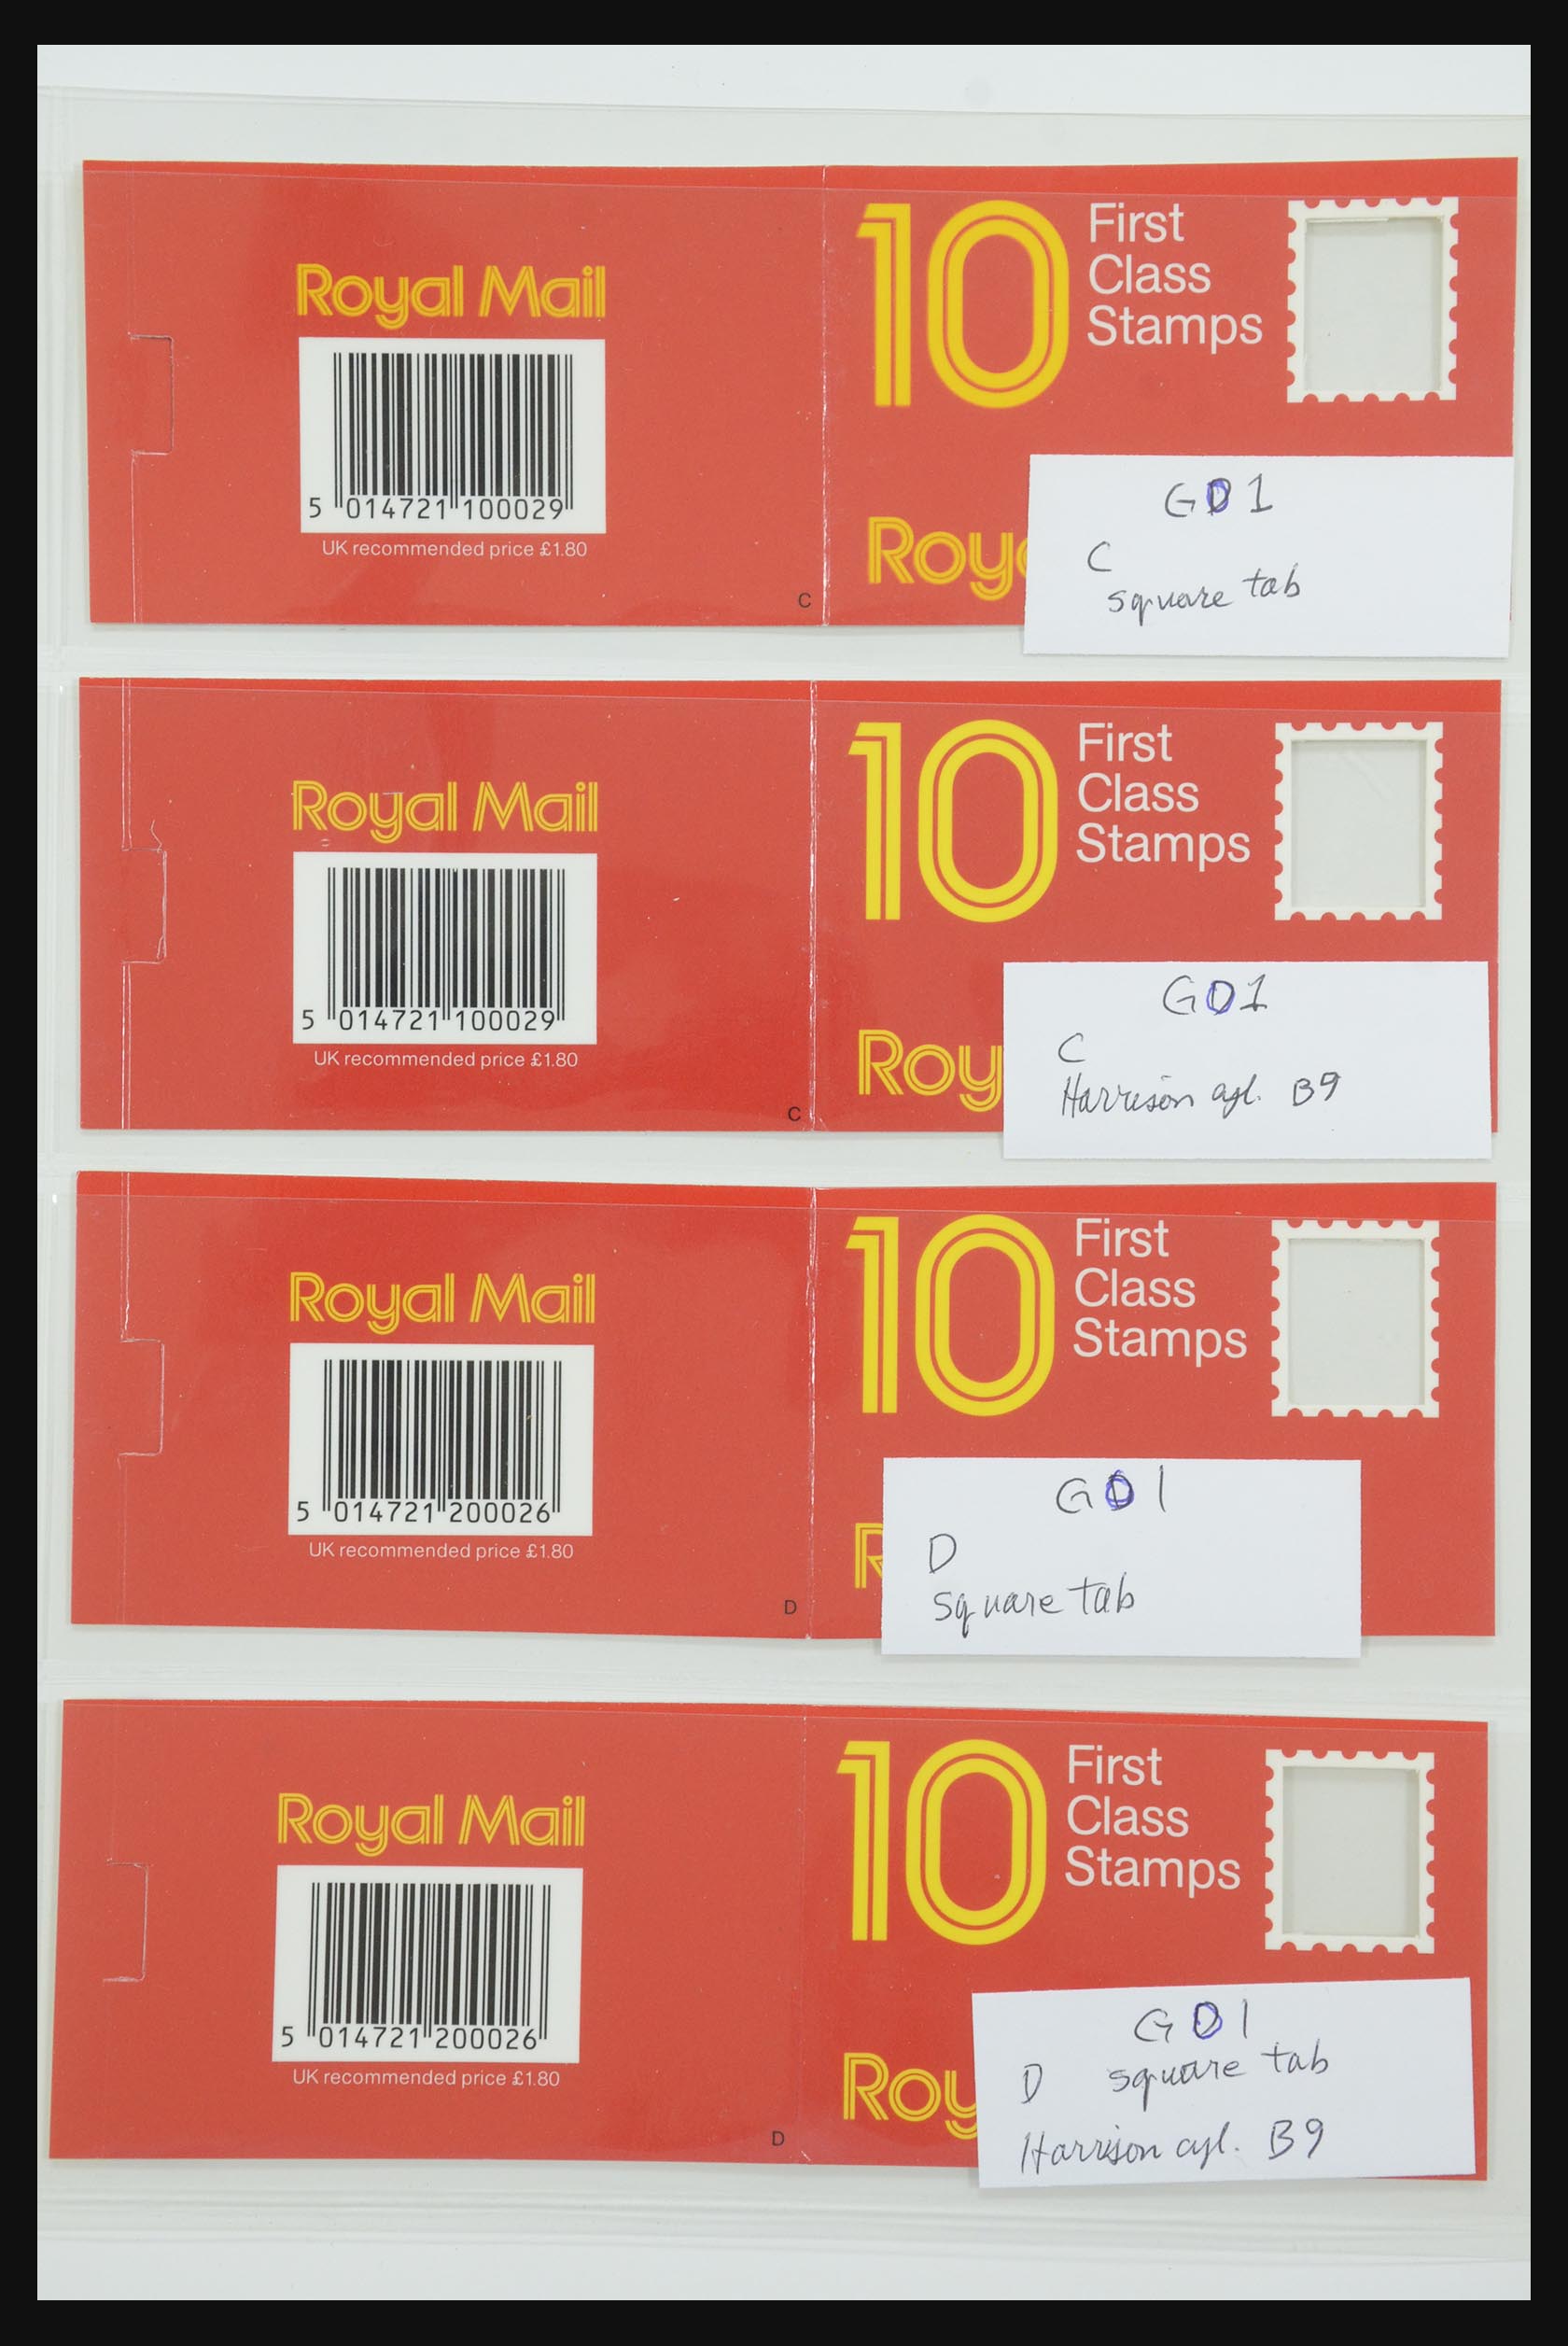 Royal Mail
5 014721 100029
UK recommended price £1.80
C
10 First
Class
Stamps
Roya
GD1
C
square tab
Royal Mail
5 014721 100029
UK recommended price £1.80
C
10 First
Class
Stamps
Roy
GD1
C
Harrison cyl. B9
Royal Mail
5 014721 200026
UK recommended price £1.80
D
10 First
Class
Stamps
R
GD1
D
square tab
Royal Mail
5 014721 200026
UK recommended price £1.80
D
10 First
Class
Stamps
Roy
GD1
D square tab
Harrison cyl. B9